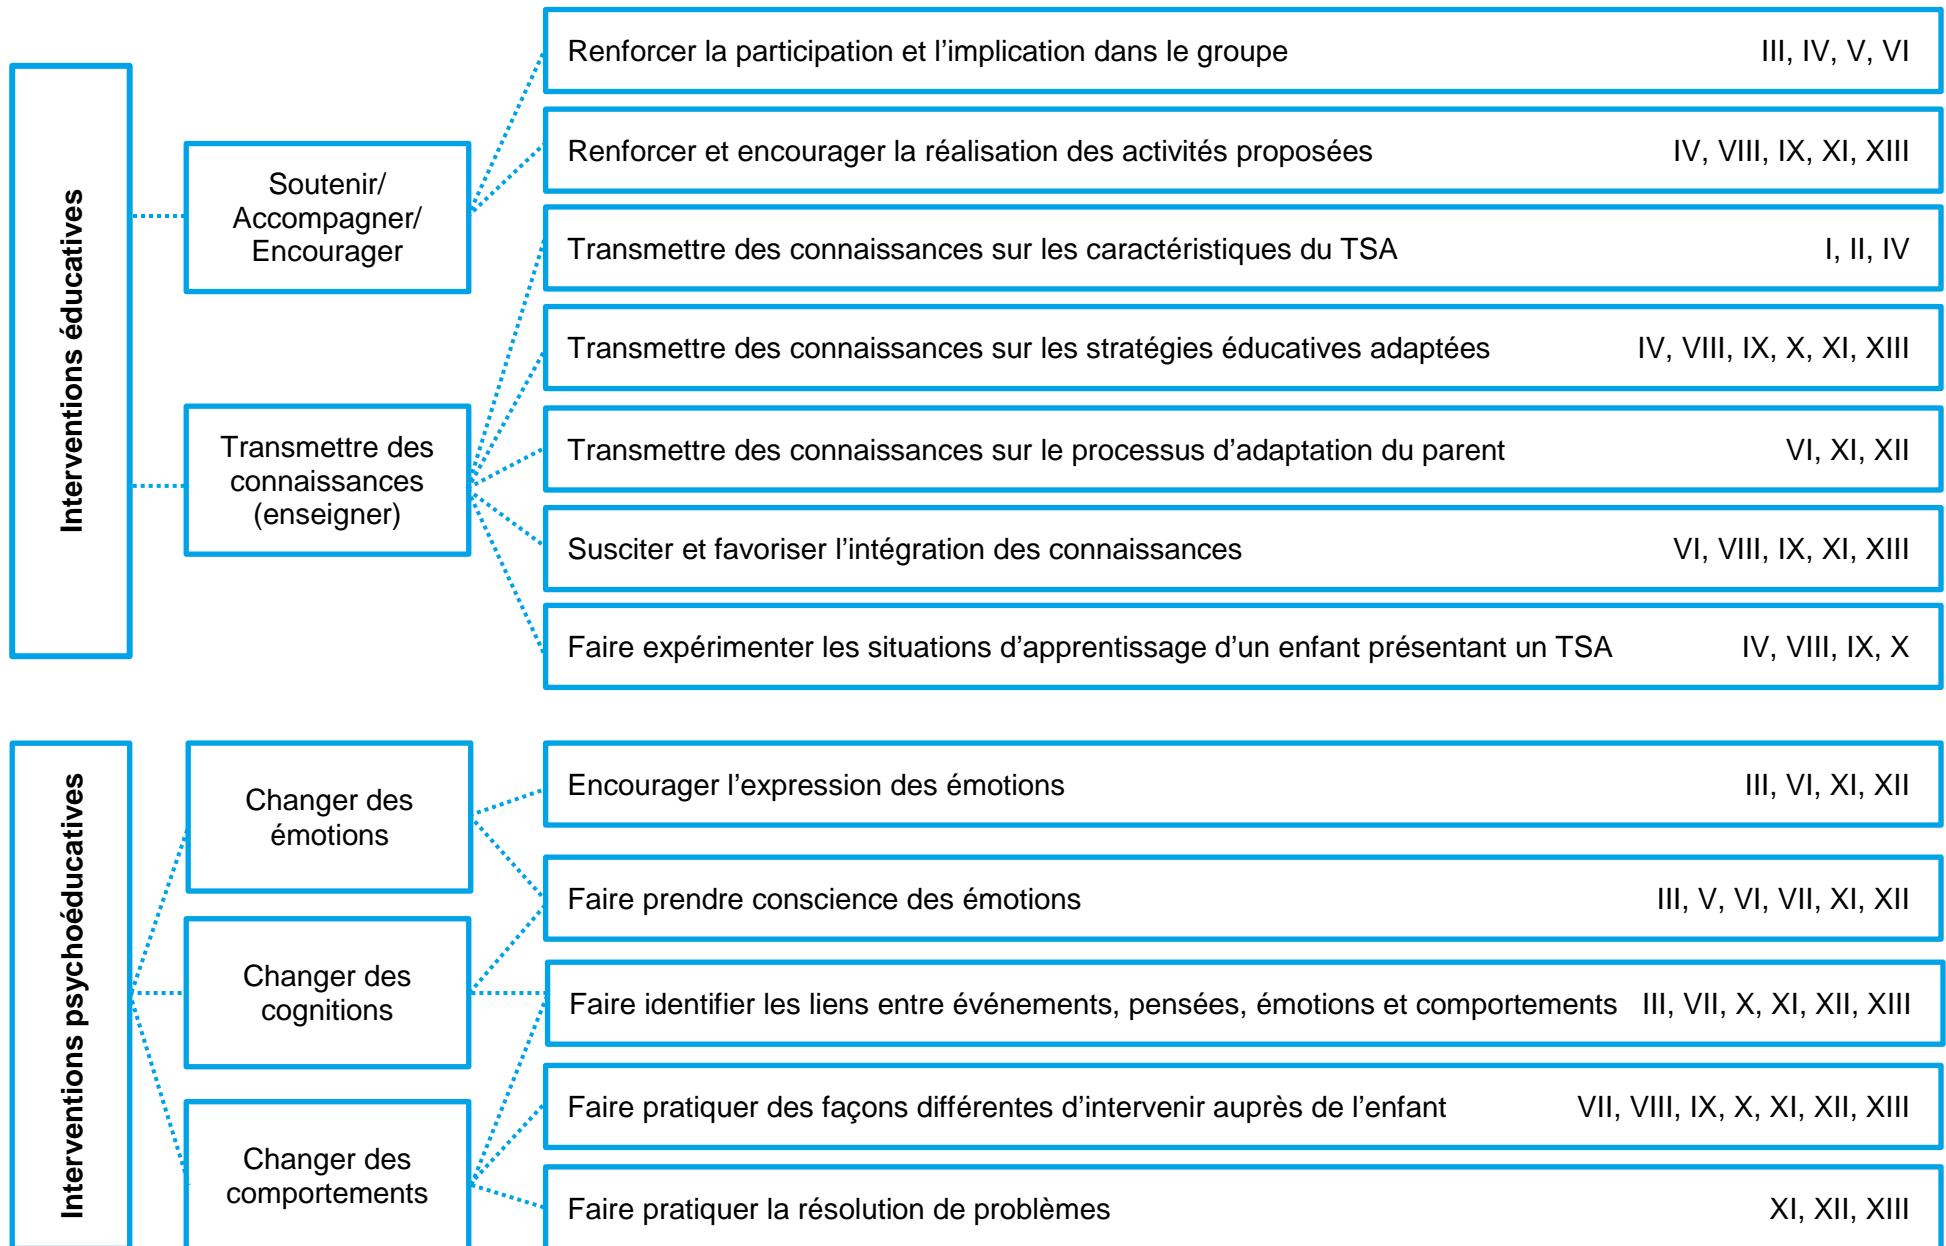 Interventions éducatives
Soutenir/
Accompagner/
Encourager
Renforcer la participation et l’implication dans le groupe III, IV, V, VI
Renforcer et encourager la réalisation des activités proposées IV, VIII, IX, XI, XIII
Transmettre des
connaissances
(enseigner)
Transmettre des connaissances sur les caractéristiques du TSA I, II, IV
Transmettre des connaissances sur les stratégies éducatives adaptées IV, VIII, IX, X, XI, XIII
Transmettre des connaissances sur le processus d’adaptation du parent VI, XI, XII
Susciter et favoriser l’intégration des connaissances VI, VIII, IX, XI, XIII
Faire expérimenter les situations d’apprentissage d’un enfant présentant un TSA IV, VIII, IX, X
Interventions psychoéducatives
Changer des
émotions
Encourager l’expression des émotions III, VI, XI, XII
Faire prendre conscience des émotions III, V, VI, VII, XI, XII
Changer des
cognitions
Faire identifier les liens entre événements, pensées, émotions et comportements III, VII, X, XI, XII, XIII
Changer des
comportements
Faire pratiquer des façons différentes d’intervenir auprès de l’enfant VII, VIII, IX, X, XI, XII, XIII
Faire pratiquer la résolution de problèmes XI, XII, XIII